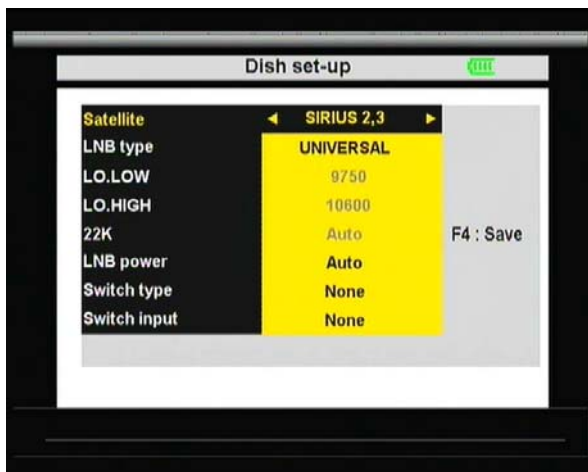 Dish set-up
Satellite SIRIUS 2,3
LNB type UNIVERSAL
LO.LOW 9750
LO.HIGH 10600
22K Auto F4 : Save
LNB power Auto
Switch type None
Switch input None